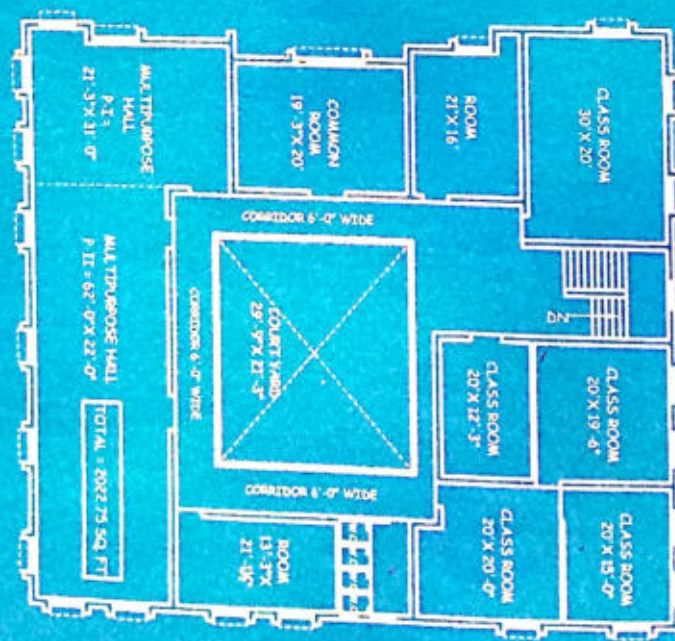 MULTIPURPOSE
HALL
P-I =
21'-3"X 31'-0"
COMMON
ROOM
19'-3"X 20'
ROOM
21'X 16'
CLASS ROOM
30'X 20'
CORRIDOR 6'-0" WIDE
MULTIPURPOSE HALL
P-II = 62'-0"X 22'-0"
TOTAL = 2022.75 SQ. FT
CORRIDOR 6'-0" WIDE
COURT YARD
29'-9"X 27'-3"
DN
CLASS ROOM
20'X 12'-3"
CLASS ROOM
20'X 19'-6"
CORRIDOR 6'-0" WIDE
ROOM
13'-3"X
CLASS ROOM
20'X 20'-0"
CLASS ROOM
20'X 15'-0"